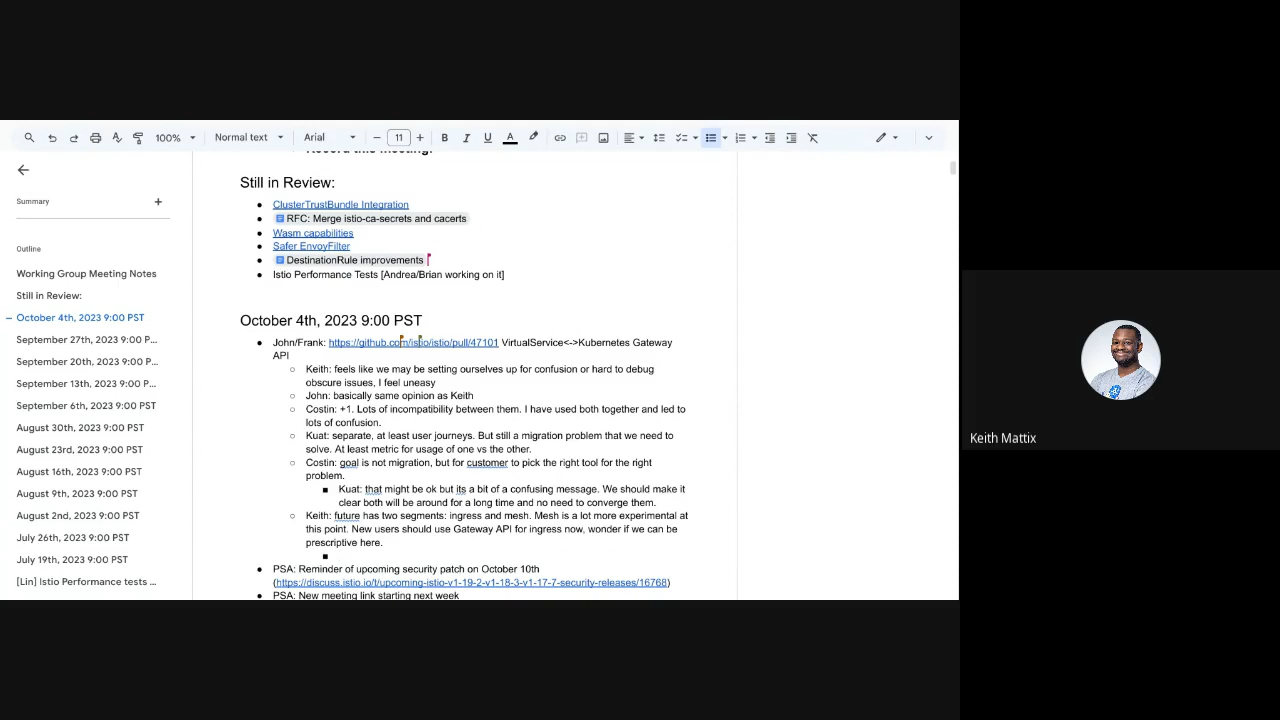 100%
Normal text
Arial
11
Record this meeting!
Summary
Outline
Working Group Meeting Notes
Still in Review:
October 4th, 2023 9:00 PST
September 27th, 2023 9:00 P...
September 20th, 2023 9:00 P...
September 13th, 2023 9:00 P...
September 6th, 2023 9:00 PST
August 30th, 2023 9:00 PST
August 23rd, 2023 9:00 PST
August 16th, 2023 9:00 PST
August 9th, 2023 9:00 PST
August 2nd, 2023 9:00 PST
July 26th, 2023 9:00 PST
July 19th, 2023 9:00 PST
[Lin] Istio Performance tests ...
Still in Review:
ClusterTrustBundle Integration
RFC: Merge istio-ca-secrets and cacerts
Wasm capabilities
Safer EnvoyFilter
DestinationRule improvements
Istio Performance Tests [Andrea/Brian working on it]
October 4th, 2023 9:00 PST
John/Frank: https://github.com/istio/istio/pull/47101 VirtualService<->Kubernetes Gateway
API
Keith: feels like we may be setting ourselves up for confusion or hard to debug
obscure issues, I feel uneasy
John: basically same opinion as Keith
Costin: +1. Lots of incompatibility between them. I have used both together and led to
lots of confusion.
Kuat: separate, at least user journeys. But still a migration problem that we need to
solve. At least metric for usage of one vs the other.
Costin: goal is not migration, but for customer to pick the right tool for the right
problem.
Kuat: that might be ok but its a bit of a confusing message. We should make it
clear both will be around for a long time and no need to converge them.
Keith: future has two segments: ingress and mesh. Mesh is a lot more experimental at
this point. New users should use Gateway API for ingress now, wonder if we can be
prescriptive here.
PSA: Reminder of upcoming security patch on October 10th
(https://discuss.istio.io/t/upcoming-istio-v1-19-2-v1-18-3-v1-17-7-security-releases/16768)
PSA: New meeting link starting next week
Keith Mattix